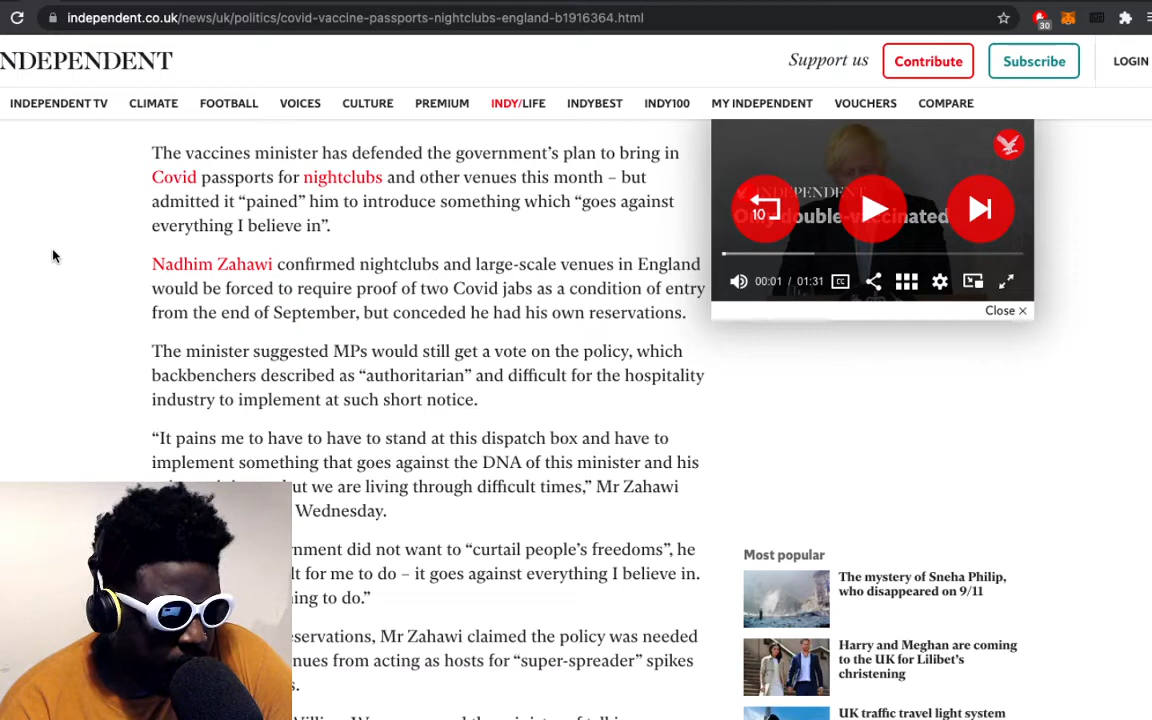 independent.co.uk/news/uk/politics/covid-vaccine-passports-nightclubs-england-b1916364.html
30
NDEPENDENT
Support us
Contribute
Subscribe
LOGIN
INDEPENDENT TV CLIMATE FOOTBALL VOICES CULTURE PREMIUM INDY/LIFE INDYBEST INDY100 MY INDEPENDENT VOUCHERS COMPARE
The vaccines minister has defended the government’s plan to bring in
Covid passports for nightclubs and other venues this month – but
admitted it “pained” him to introduce something which “goes against
everything I believe in”.
Nadhim Zahawi confirmed nightclubs and large-scale venues in England
would be forced to require proof of two Covid jabs as a condition of entry
from the end of September, but conceded he had his own reservations.
The minister suggested MPs would still get a vote on the policy, which
backbenchers described as “authoritarian” and difficult for the hospitality
industry to implement at such short notice.
“It pains me to have to have to stand at this dispatch box and have to
implement something that goes against the DNA of this minister and his
but we are living through difficult times,” Mr Zahawi
Wednesday.
nment did not want to “curtail people’s freedoms”, he
lt for me to do – it goes against everything I believe in.
ing to do.”
eservations, Mr Zahawi claimed the policy was needed
nues from acting as hosts for “super-spreader” spikes
s.
INDEPENDENT
Only double-vaccinated
10
00:01 / 01:31
CC
Close ×
Most popular
The mystery of Sneha Philip,
who disappeared on 9/11
Harry and Meghan are coming
to the UK for Lilibet’s
christening
UK traffic travel light system